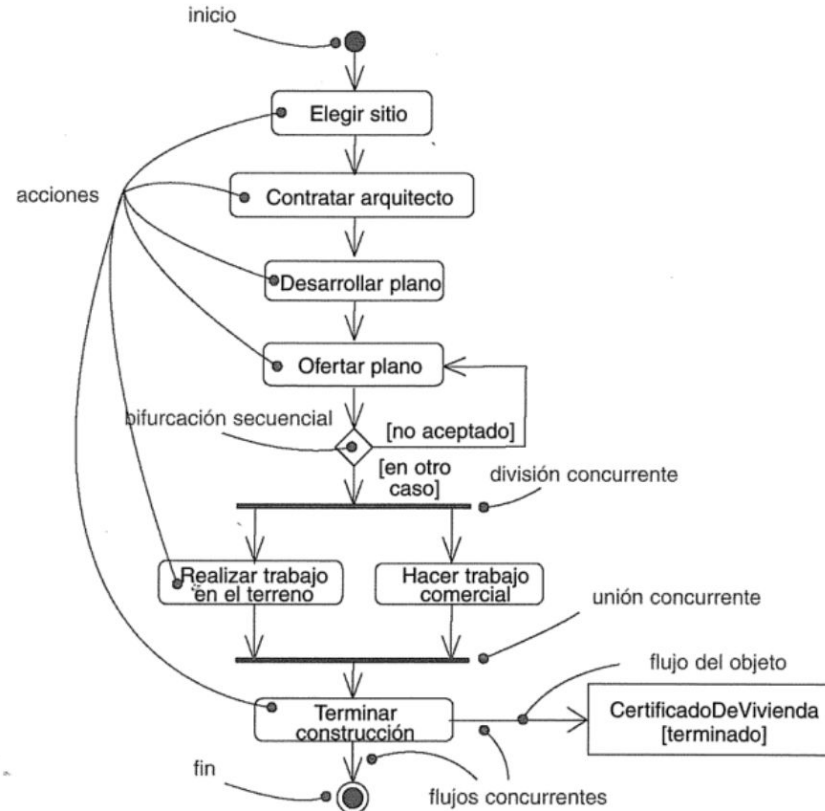 inicio
Elegir sitio
acciones
Contratar arquitecto
Desarrollar plano
Ofertar plano
bifurcación secuencial
[no aceptado]
[en otro
caso]
división concurrente
Realizar trabajo
en el terreno
Hacer trabajo
comercial
unión concurrente
flujo del objeto
Terminar
construcción
CertificadoDeVivienda
[terminado]
fin
flujos concurrentes